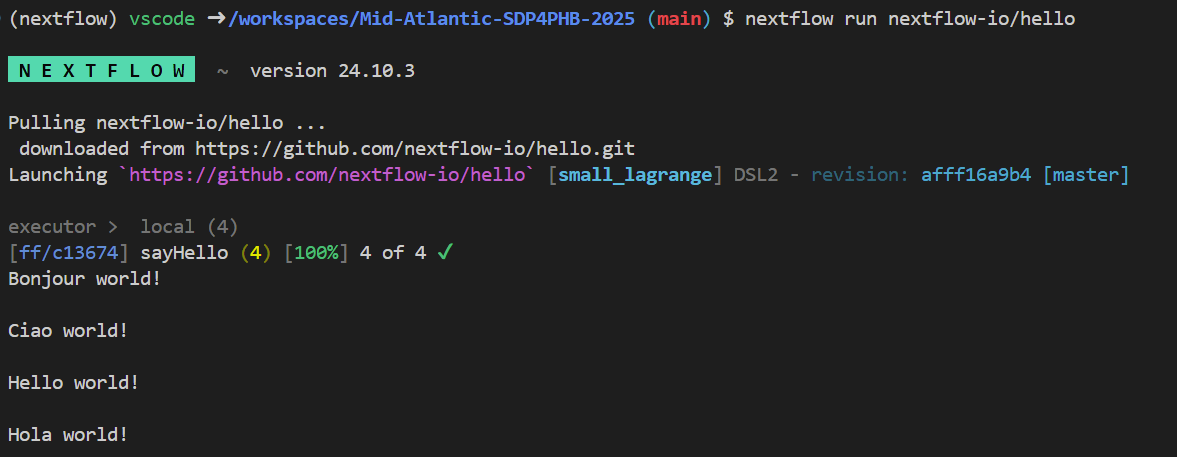 (nextflow) vscode ➜/workspaces/Mid-Atlantic-SDP4PHB-2025 (main) $ nextflow run nextflow-io/hello
N E X T F L O W ~ version 24.10.3
Pulling nextflow-io/hello ...
downloaded from https://github.com/nextflow-io/hello.git
Launching `https://github.com/nextflow-io/hello` [small_lagrange] DSL2 - revision: afff16a9b4 [master]
executor > local (4)
[ff/c13674] sayHello (4) [100%] 4 of 4 ✔
Bonjour world!
Ciao world!
Hello world!
Hola world!